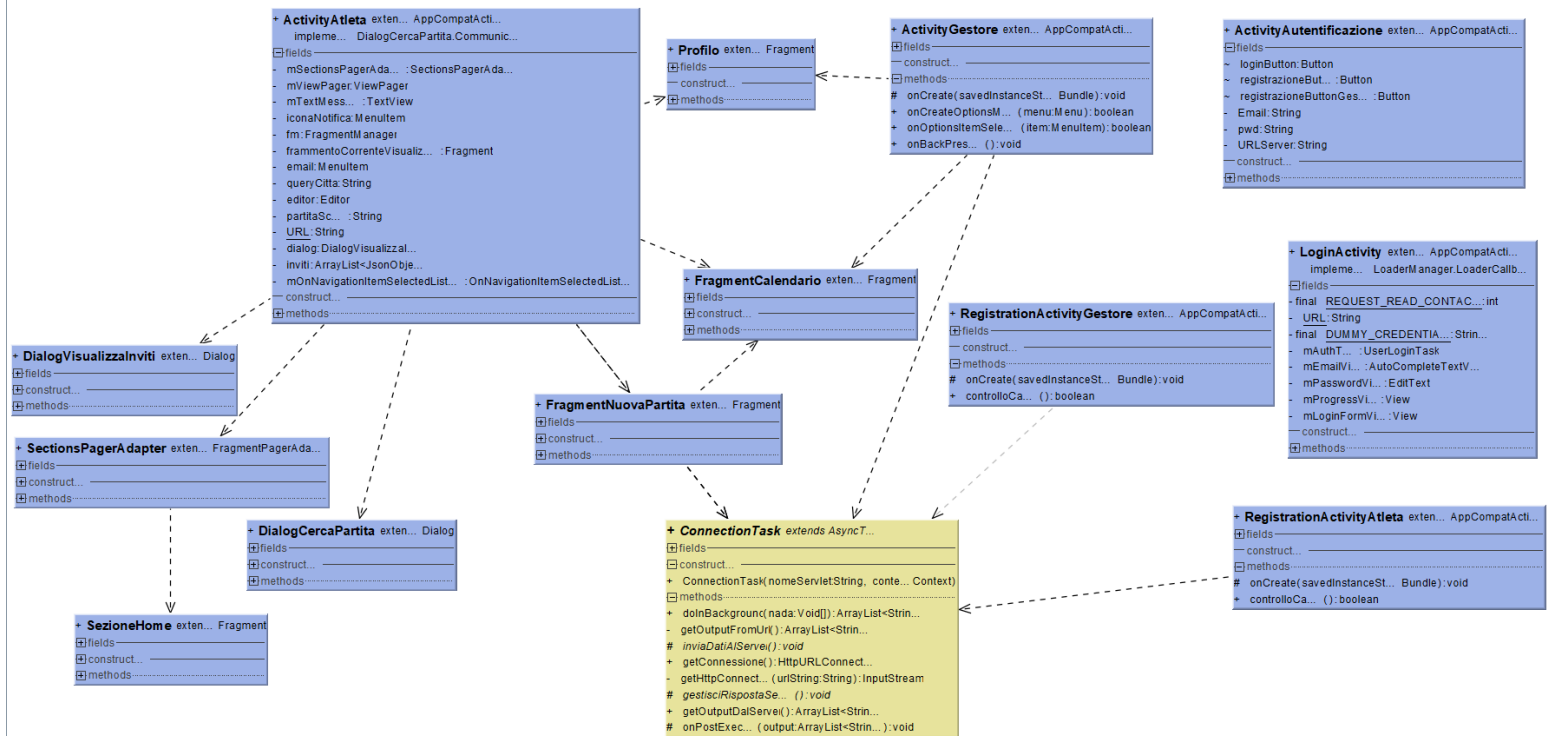 + ActivityAtleta exten... AppCompatActi...
impleme... DialogCercaPartita.Communic...
fields
- mSectionsPagerAda... :SectionsPagerAda...
- mViewPager:ViewPager
- mTextMess... :TextView
- iconaNotifica:MenuItem
- fm:FragmentManager
- frammentoCorrenteVisualiz... :Fragment
- email:MenuItem
- queryCitta:String
- editor:Editor
- partitaSc... :String
- URL:String
- dialog:DialogVisualizzaI...
- inviti:ArrayList<JsonObje...
- mOnNavigationItemSelectedList... :OnNavigationItemSelectedList...
construct...
methods
+ Profilo exten... Fragment
fields
construct...
methods
+ ActivityGestore exten... AppCompatActi...
fields
construct...
methods
# onCreate(savedInstanceSt... Bundle):void
+ onCreateOptionsM... (menu:Menu):boolean
+ onOptionsItemSele... (item:MenuItem):boolean
+ onBackPres... ():void
+ ActivityAutentificazione exten... AppCompatActi...
fields
~ loginButton:Button
~ registrazioneBut... :Button
~ registrazioneButtonGes... :Button
- Email:String
- pwd:String
- URLServer:String
construct...
methods
+ LoginActivity exten... AppCompatActi...
impleme... LoaderManager.LoaderCallb...
fields
-final REQUEST_READ_CONTAC...:int
- URL:String
-final DUMMY_CREDENTIA...:Strin...
- mAuthT... :UserLoginTask
- mEmailVi... :AutoCompleteTextV...
- mPasswordVi... :EditText
- mProgressVi... :View
- mLoginFormVi... :View
construct...
methods
+ FragmentCalendario exten... Fragment
fields
construct...
methods
+ RegistrationActivityGestore exten... AppCompatActi...
fields
construct...
methods
# onCreate(savedInstanceSt... Bundle):void
+ controlloCa... ():boolean
+ DialogVisualizzaInviti exten... Dialog
fields
construct...
methods
+ FragmentNuovaPartita exten... Fragment
fields
construct...
methods
+ SectionsPagerAdapter exten... FragmentPagerAda...
fields
construct...
methods
+ DialogCercaPartita exten... Dialog
fields
construct...
methods
+ ConnectionTask extends AsyncT...
fields
construct...
+ ConnectionTask(nomeServlet:String, conte... Context)
methods
+ doInBackground(nada:Void[]):ArrayList<Strin...
- getOutputFromUrl():ArrayList<Strin...
# inviaDatiAlServer():void
+ getConnessione():HttpURLConnect...
- getHttpConnect... (urlString:String):InputStream
# gestisciRispostaSe... ():void
+ getOutputDalServer():ArrayList<Strin...
# onPostExec... (output:ArrayList<Strin...):void
+ RegistrationActivityAtleta exten... AppCompatActi...
fields
construct...
methods
# onCreate(savedInstanceSt... Bundle):void
+ controlloCa... ():boolean
+ SezioneHome exten... Fragment
fields
construct...
methods